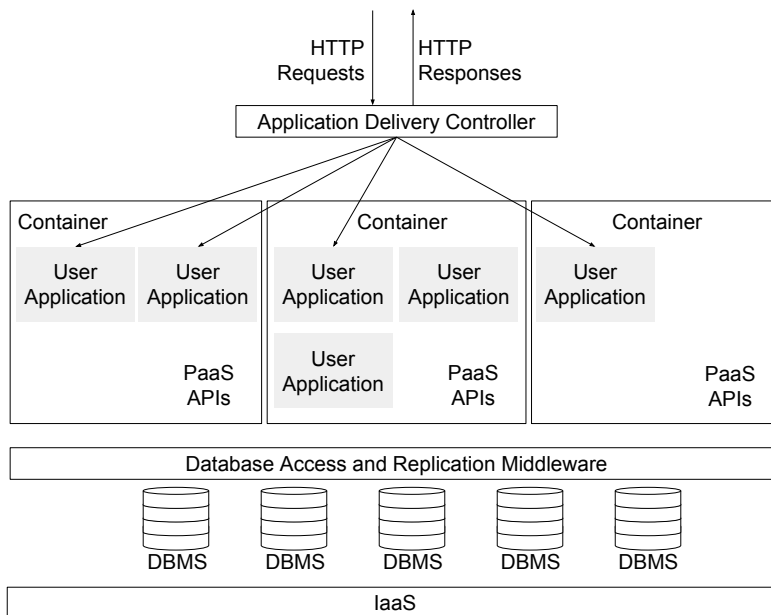 HTTP
Requests
HTTP
Responses
Application Delivery Controller
Container
User
Application
User
Application
PaaS
APIs
Container
User
Application
User
Application
User
Application
PaaS
APIs
Container
User
Application
PaaS
APIs
Database Access and Replication Middleware
DBMS
DBMS
DBMS
DBMS
DBMS
IaaS